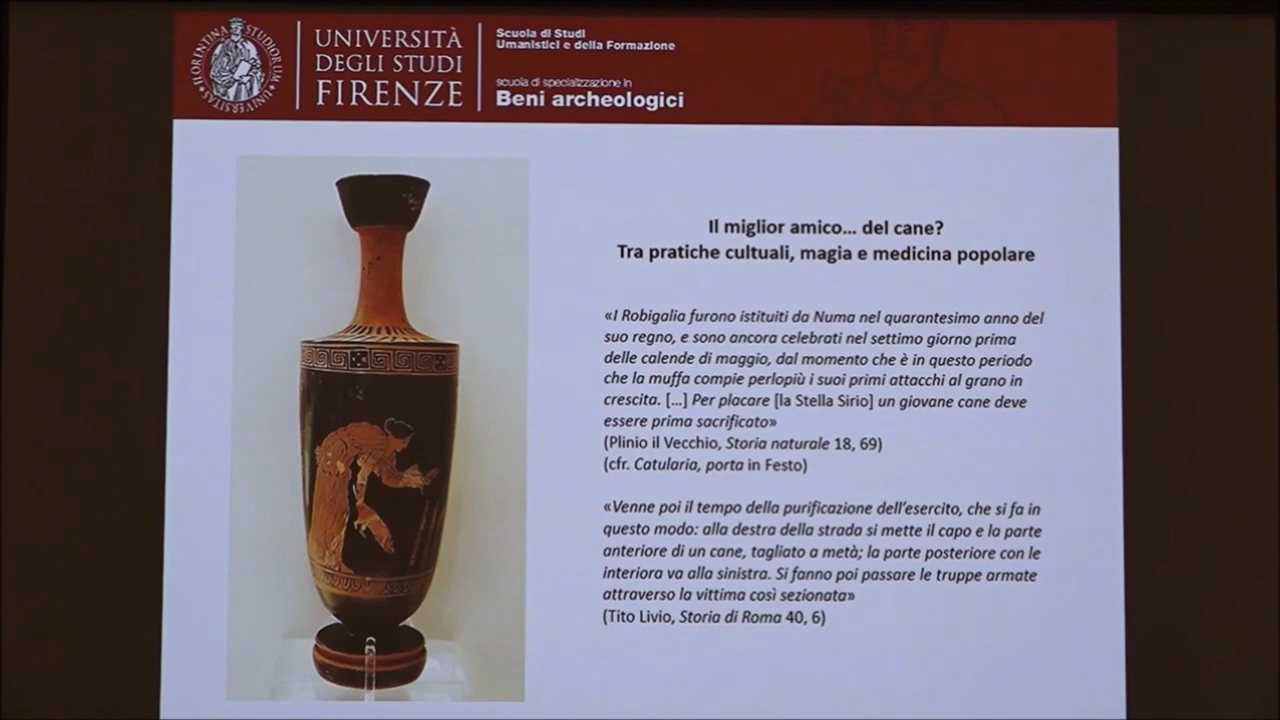 FLORENTINA STUDIORUM UNIVERSITAS
UNIVERSITÀ
DEGLI STUDI
FIRENZE
Scuola di Studi
Umanistici e della Formazione
scuola di specializzazione in
Beni archeologici
Il miglior amico... del cane?
Tra pratiche cultuali, magia e medicina popolare
«I Robigalia furono istituiti da Numa nel quarantesimo anno del
suo regno, e sono ancora celebrati nel settimo giorno prima
delle calende di maggio, dal momento che è in questo periodo
che la muffa compie perlopiù i suoi primi attacchi al grano in
crescita. [...] Per placare [la Stella Sirio] un giovane cane deve
essere prima sacrificato»
(Plinio il Vecchio, Storia naturale 18, 69)
(cfr. Catularia, porta in Festo)
«Venne poi il tempo della purificazione dell'esercito, che si fa in
questo modo: alla destra della strada si mette il capo e la parte
anteriore di un cane, tagliato a metà; la parte posteriore con le
interiora va alla sinistra. Si fanno poi passare le truppe armate
attraverso la vittima così sezionata»
(Tito Livio, Storia di Roma 40, 6)